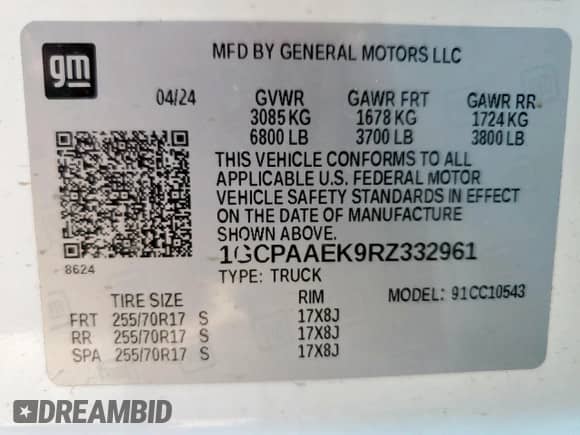 gm
MFD BY GENERAL MOTORS LLC
04/24 GVWR GAWR FRT GAWR RR
3085 KG 1678 KG 1724 KG
6800 LB 3700 LB 3800 LB
THIS VEHICLE CONFORMS TO ALL
APPLICABLE U.S. FEDERAL MOTOR
VEHICLE SAFETY STANDARDS IN EFFECT
ON THE DATE OF MANUFACTURE
SHOWN ABOVE.
8624
1GCPAAEK9RZ332961
TYPE: TRUCK
TIRE SIZE RIM MODEL: 91CC10543
FRT 255/70R17 S 17X8J
RR 255/70R17 S 17X8J
SPA 255/70R17 S 17X8J
DREAMBID